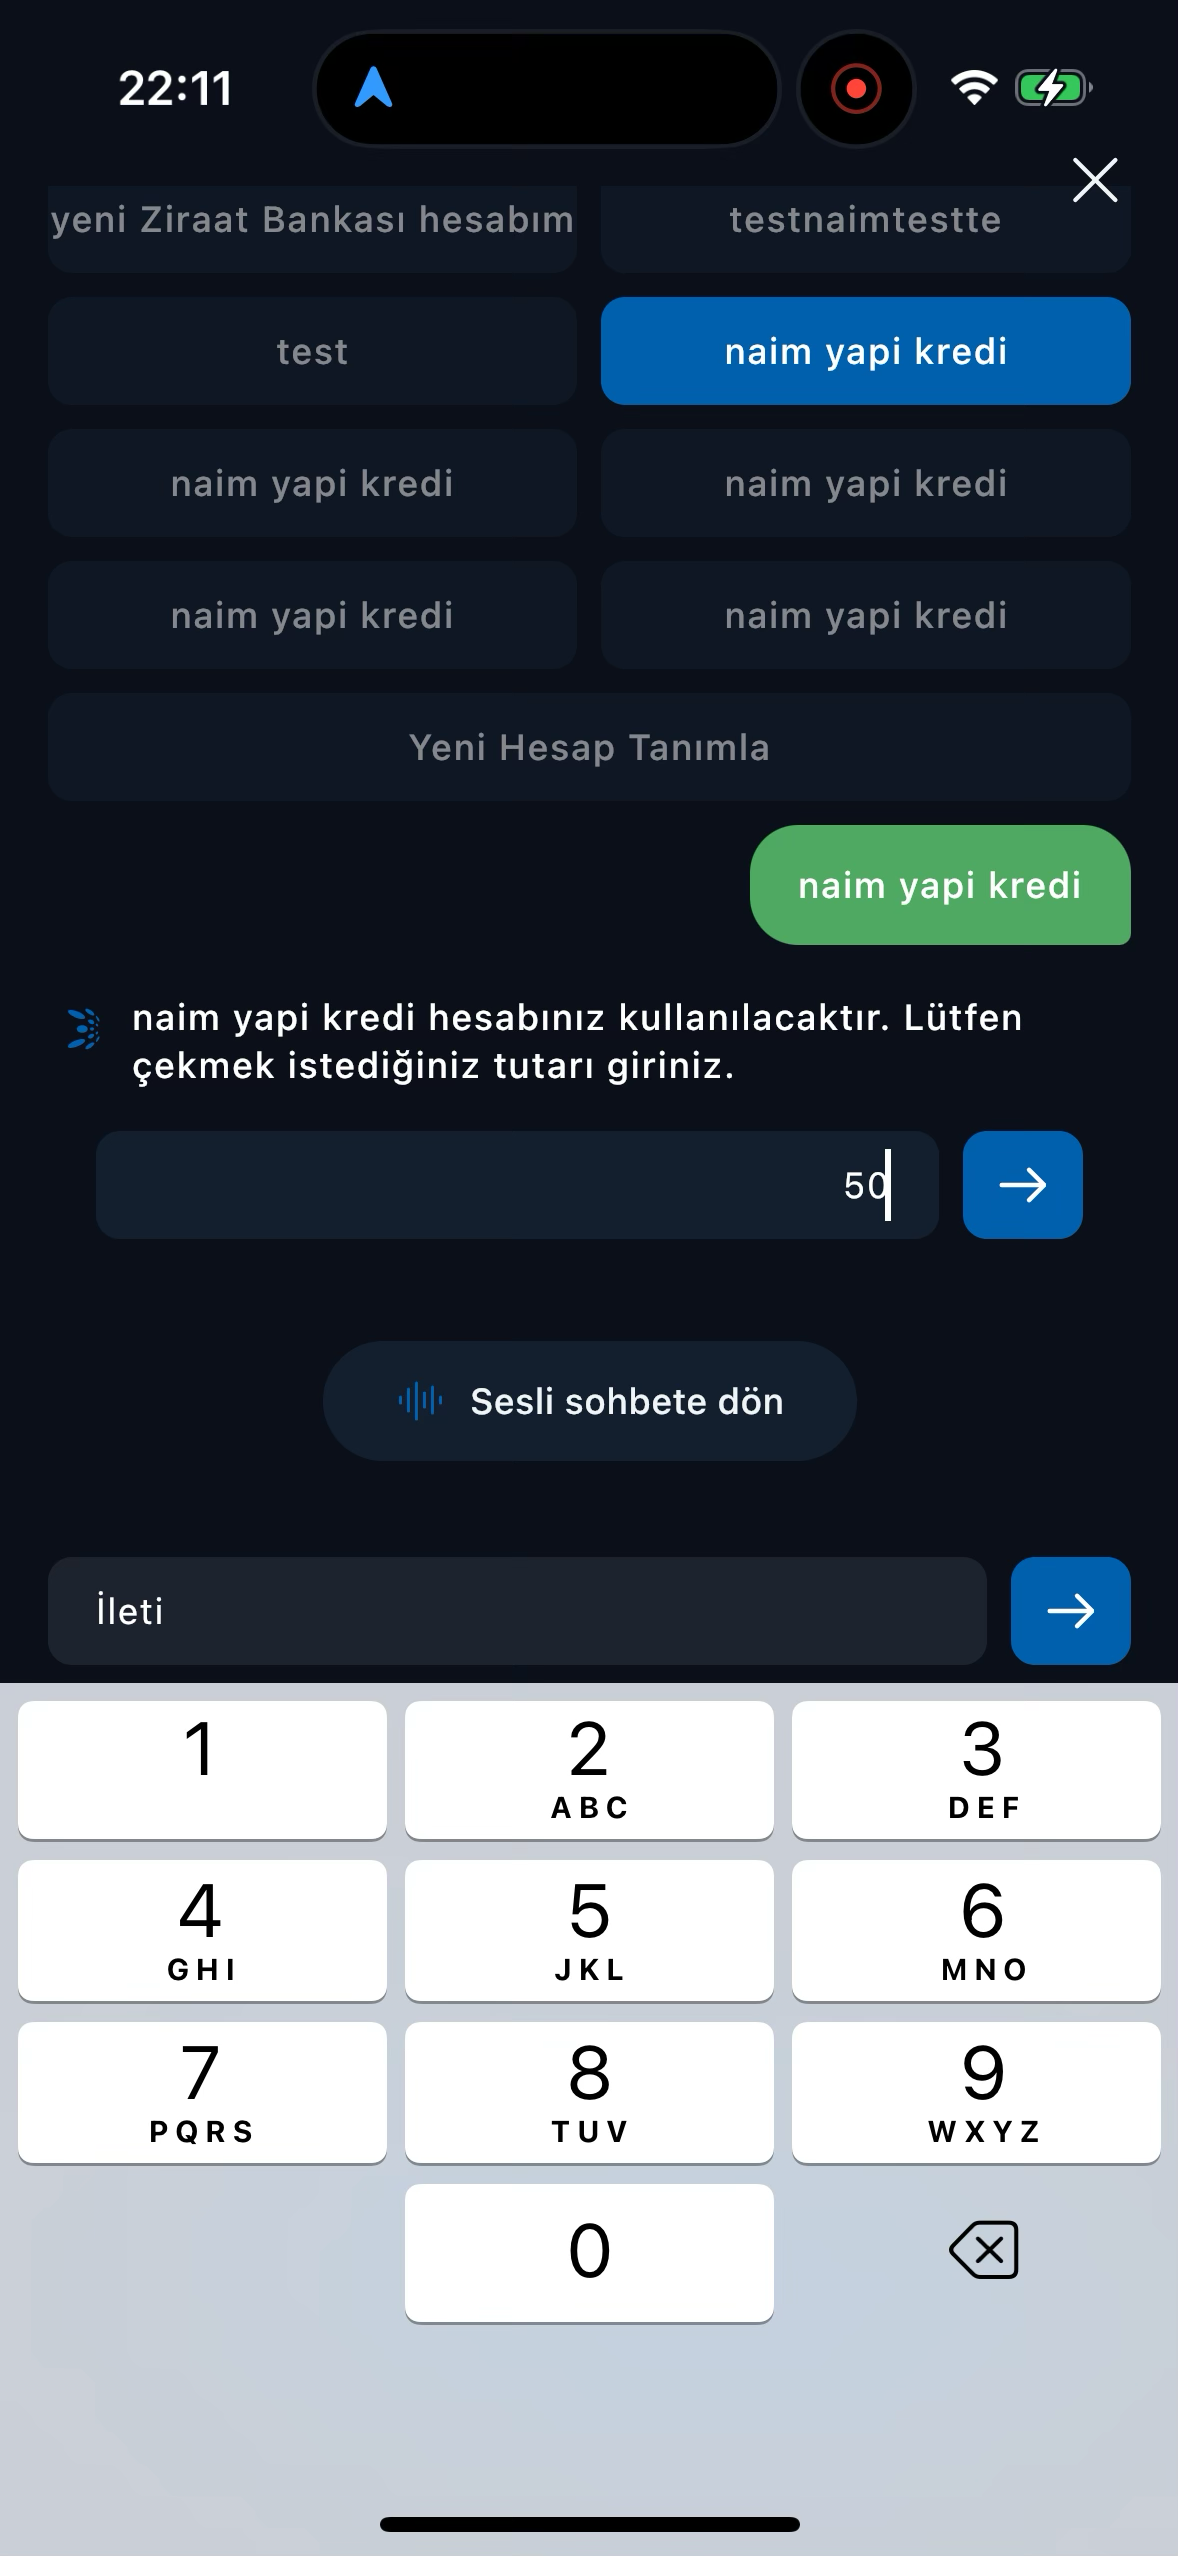 22:11
yeni Ziraat Bankası hesabım
testnaimtestte
test
naim yapi kredi
naim yapi kredi
naim yapi kredi
naim yapi kredi
naim yapi kredi
Yeni Hesap Tanımla
naim yapi kredi
naim yapi kredi hesabınız kullanılacaktır. Lütfen
çekmek istediğiniz tutarı giriniz.
50
Sesli sohbete dön
İleti
1
2
ABC
3
DEF
4
GHI
5
JKL
6
MNO
7
PQRS
8
TUV
9
WXYZ
0